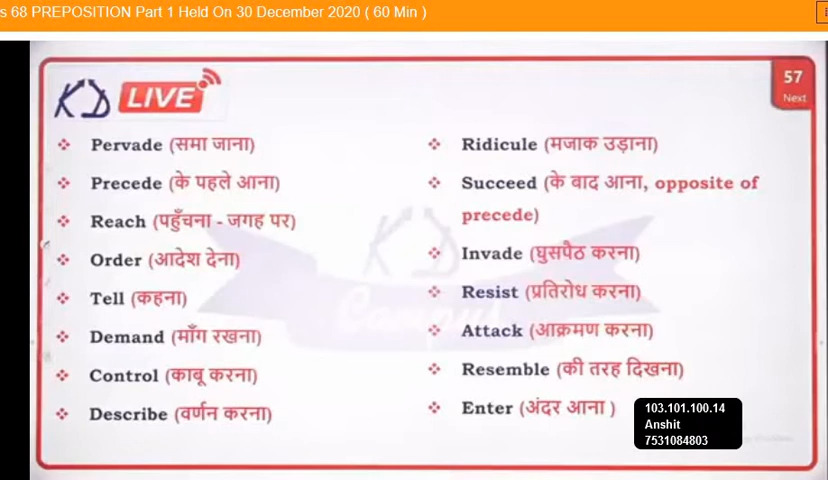 s 68 PREPOSITION Part 1 Held On 30 December 2020 ( 60 Min )
KD LIVE
57
Next
Pervade (समा जाना)
Precede (के पहले आना)
Reach (पहुँचना - जगह पर)
Order (आदेश देना)
Tell (कहना)
Demand (माँग रखना)
Control (काबू करना)
Describe (वर्णन करना)
Ridicule (मजाक उड़ाना)
Succeed (के बाद आना, opposite of
precede)
Invade (घुसपैठ करना)
Resist (प्रतिरोध करना)
Attack (आक्रमण करना)
Resemble (की तरह दिखना)
Enter (अंदर आना )
KD
Campus
103.101.100.14
Anshit
7531084803